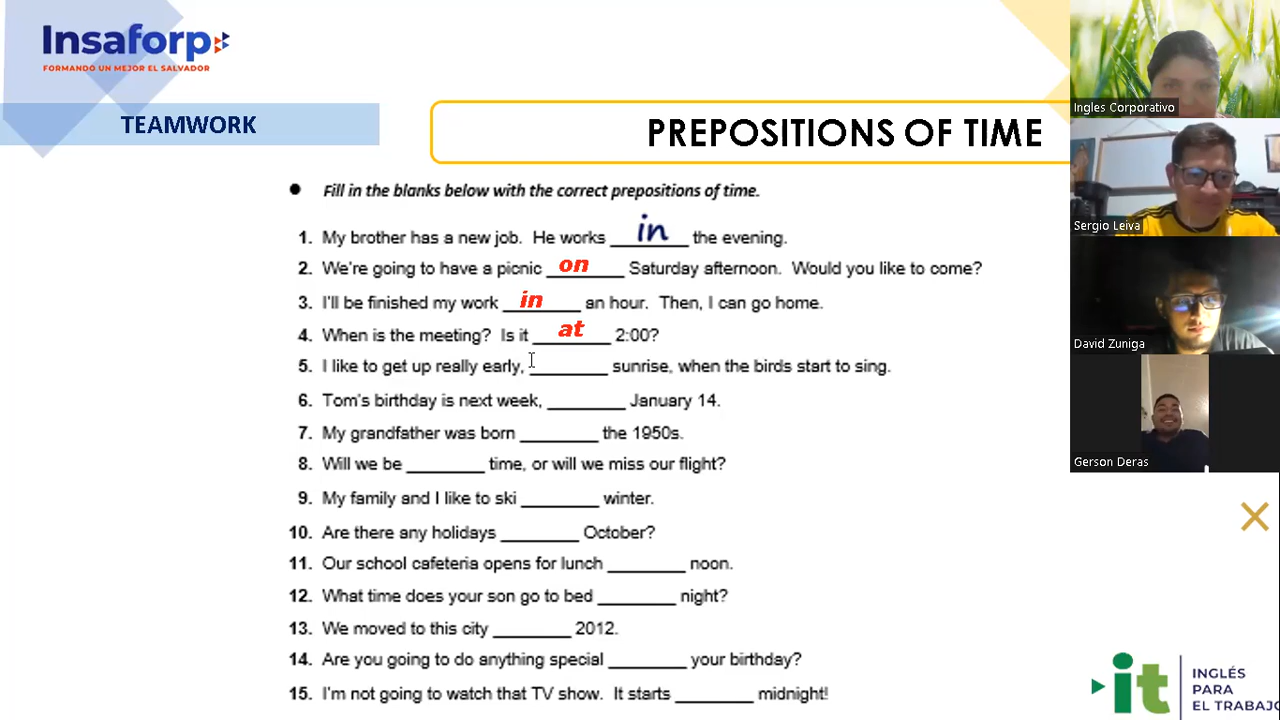 Insaforp
FORMANDO UN MEJOR EL SALVADOR
TEAMWORK
PREPOSITIONS OF TIME
● Fill in the blanks below with the correct prepositions of time.
1. My brother has a new job. He works in the evening.
2. We're going to have a picnic on Saturday afternoon. Would you like to come?
3. I'll be finished my work in an hour. Then, I can go home.
4. When is the meeting? Is it at 2:00?
5. I like to get up really early, ________ sunrise, when the birds start to sing.
6. Tom's birthday is next week, ________ January 14.
7. My grandfather was born ________ the 1950s.
8. Will we be ________ time, or will we miss our flight?
9. My family and I like to ski ________ winter.
10. Are there any holidays ________ October?
11. Our school cafeteria opens for lunch ________ noon.
12. What time does your son go to bed ________ night?
13. We moved to this city ________ 2012.
14. Are you going to do anything special ________ your birthday?
15. I'm not going to watch that TV show. It starts ________ midnight!
Ingles Corporativo
Sergio Leiva
David Zuniga
Gerson Deras
it
INGLÉS
PARA
EL TRABAJO